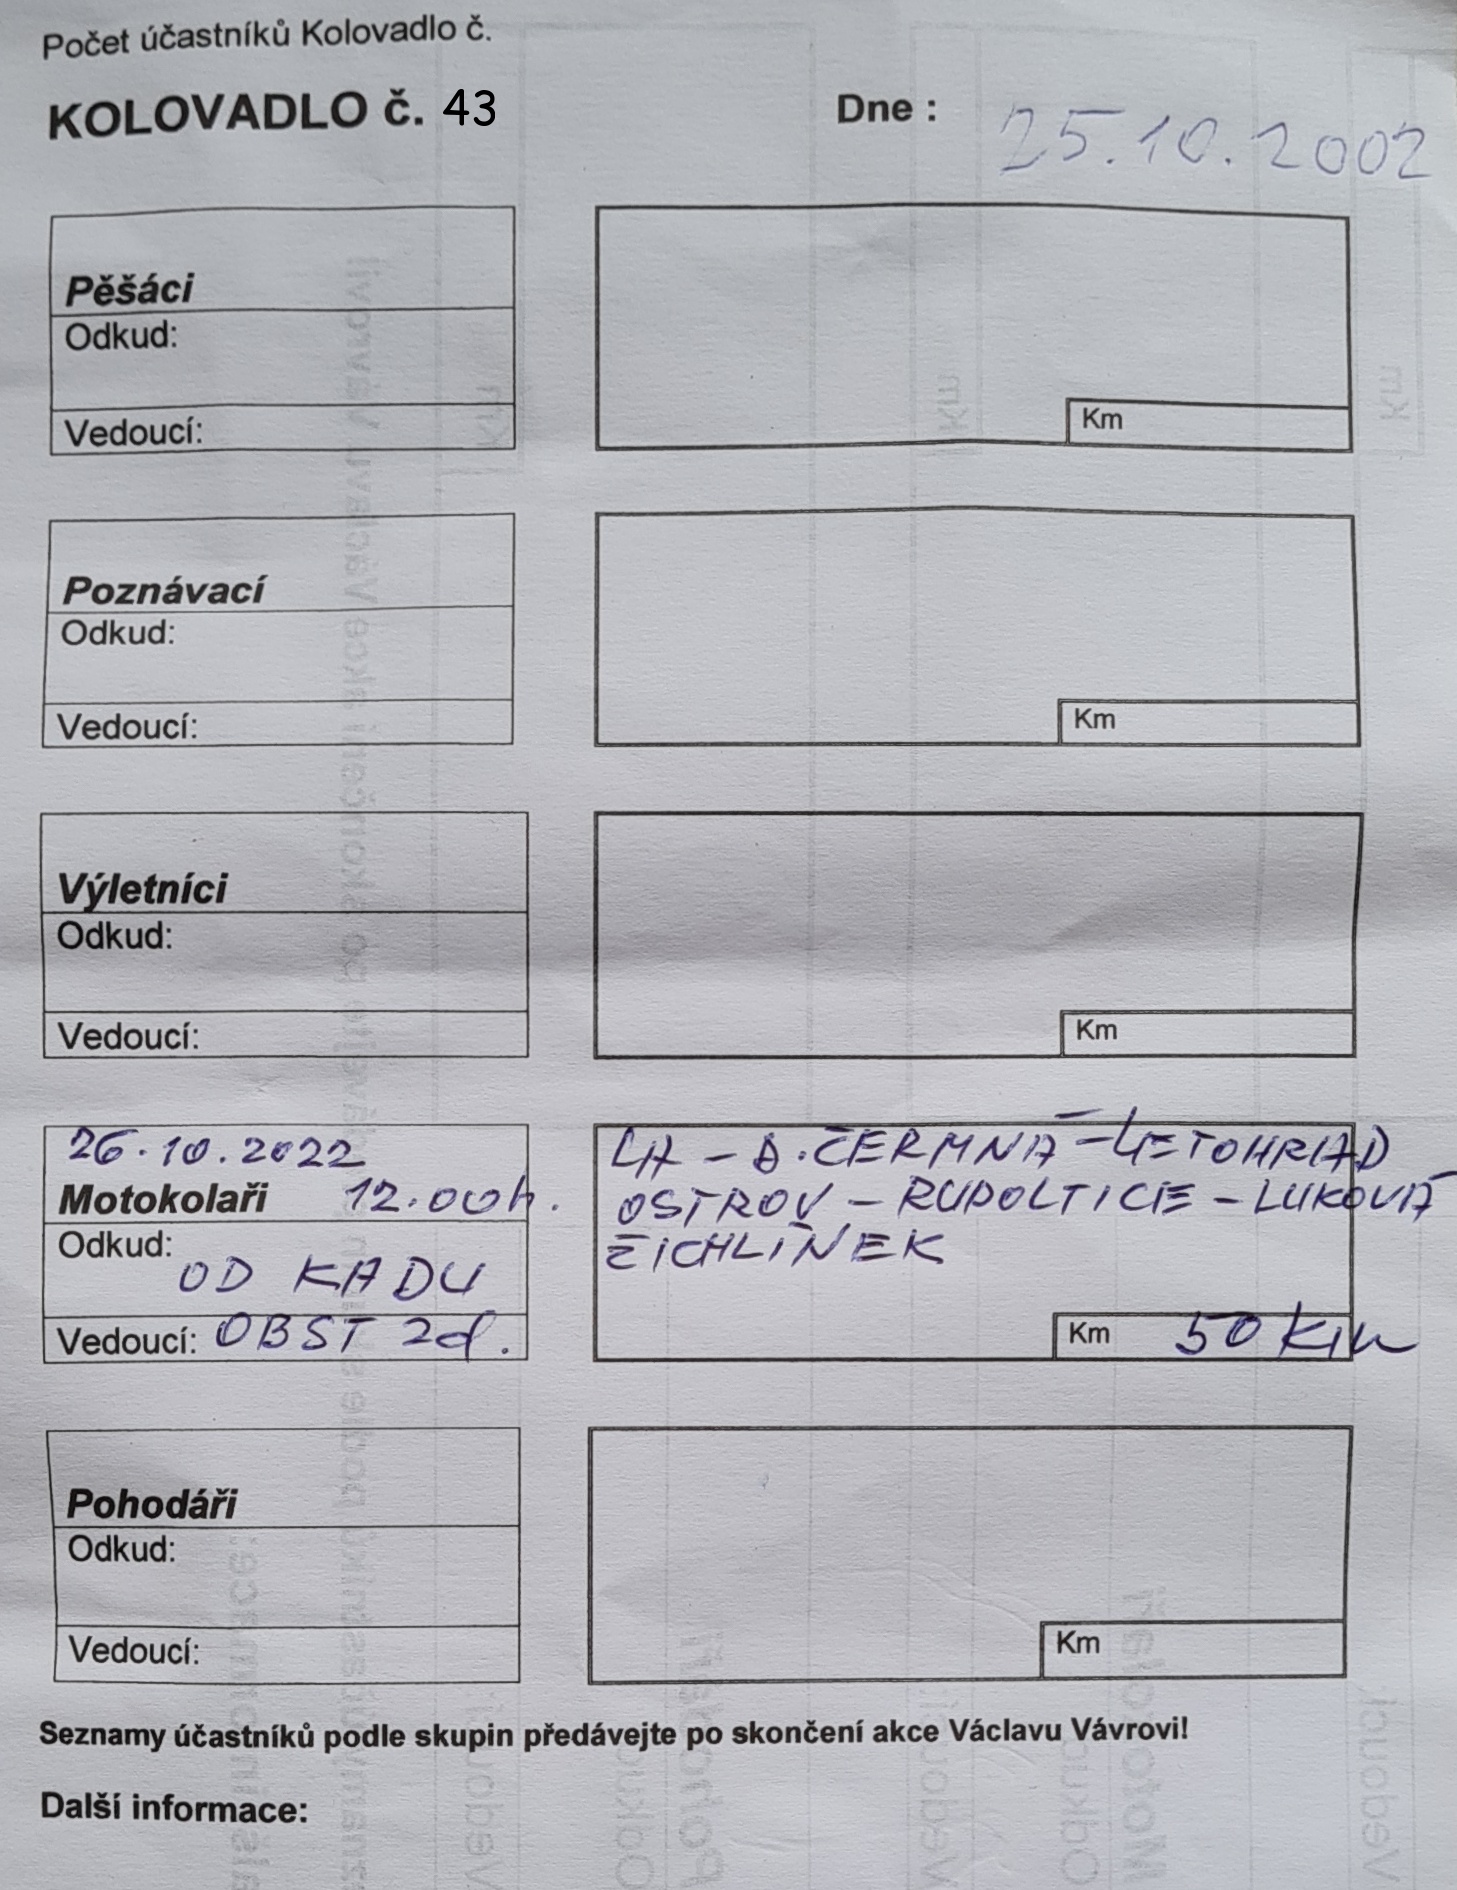 Počet účastníků Kolovadlo č.
KOLOVADLO č. 43
Dne : 25.10.2002
Pěšáci
Odkud:
Vedoucí:
Km
Poznávací
Odkud:
Vedoucí:
Km
Výletníci
Odkud:
Vedoucí:
Km
26.10.2022
Motokolaři 12.00h.
Odkud:
OD KADU
Vedoucí: OBST Zd.
LA - D. ČERMNÁ - LETOHRAD
OSTROV - RUDOLTICE - LUKOVÁ
ŽICHLÍNEK
Km 50 Km
Pohodáři
Odkud:
Vedoucí:
Km
Seznamy účastníků podle skupin předávejte po skončení akce Václavu Vávrovi!
Další informace: